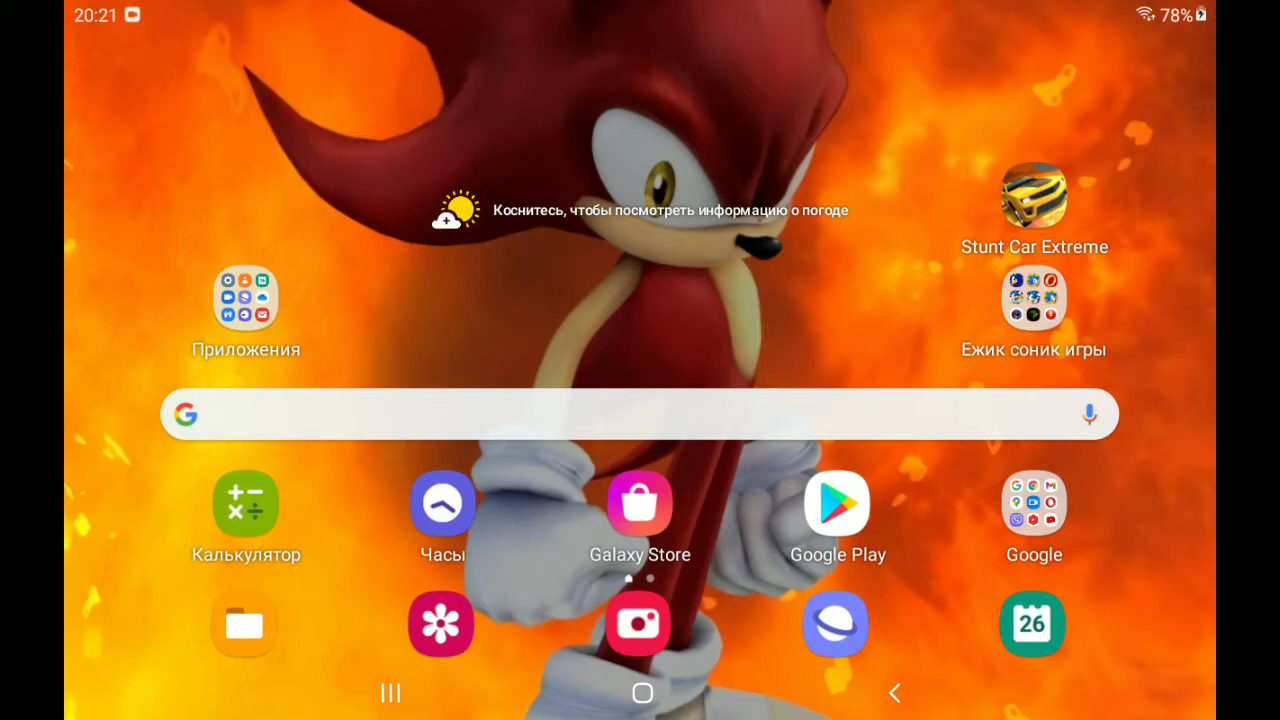 20:21
78%
Коснитесь, чтобы посмотреть информацию о погоде
Stunt Car Extreme
Приложения
Ежик соник игры
Калькулятор
Часы
Galaxy Store
Google Play
Google
26